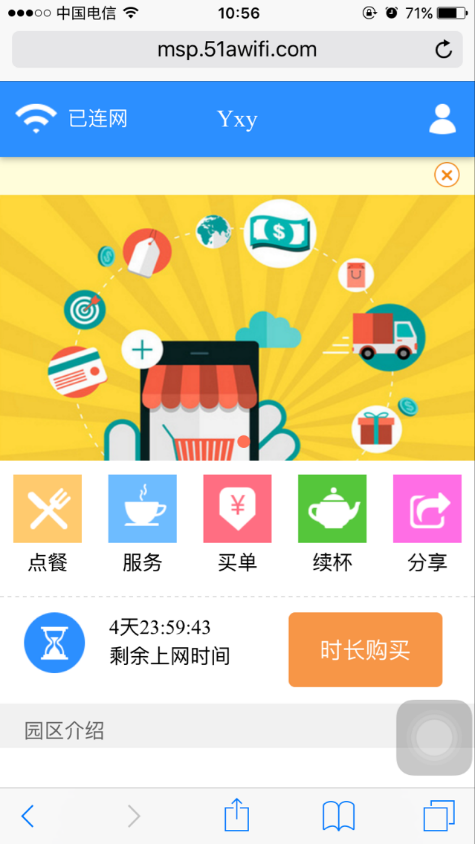 中国电信 10:56 71%
msp.51awifi.com
已连网 Yxy
点餐 服务 买单 续杯 分享
4天23:59:43
剩余上网时间
时长购买
园区介绍